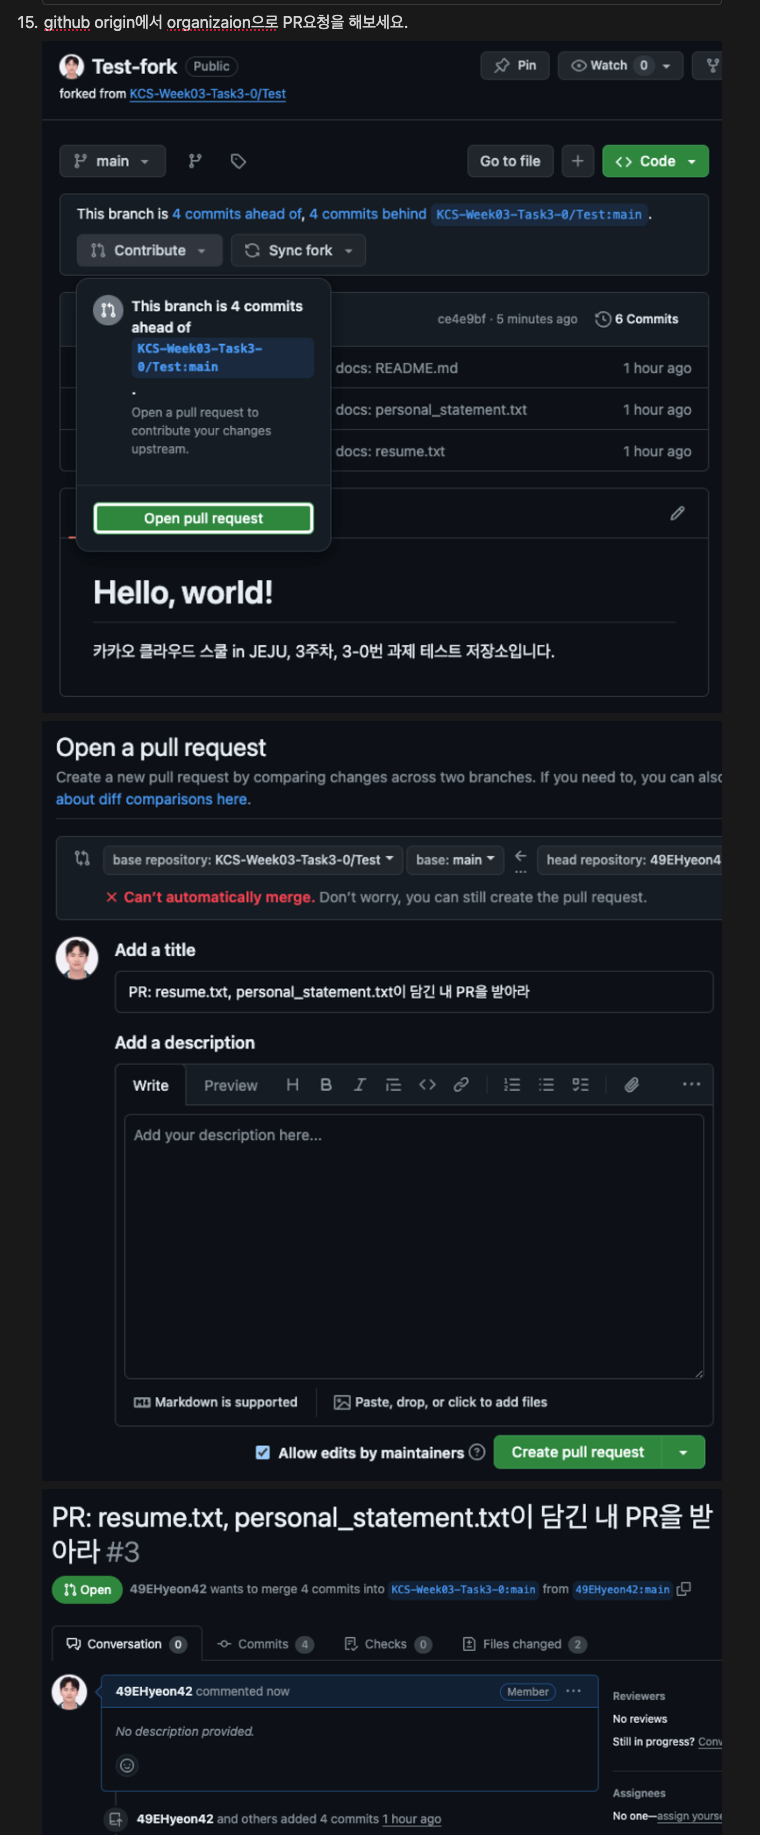 15. github origin에서 organizaion으로 PR요청을 해보세요.
Test-fork Public
Pin
Watch 0
forked from KCS-Week03-Task3-0/Test
main
Go to file
+
<> Code
This branch is 4 commits ahead of, 4 commits behind KCS-Week03-Task3-0/Test:main .
Contribute
Sync fork
This branch is 4 commits
ahead of
KCS-Week03-Task3-
0/Test:main
.
Open a pull request to
contribute your changes
upstream.
Open pull request
ce4e9bf · 5 minutes ago
6 Commits
docs: README.md 1 hour ago
docs: personal_statement.txt 1 hour ago
docs: resume.txt 1 hour ago
Hello, world!
카카오 클라우드 스쿨 in JEJU, 3주차, 3-0번 과제 테스트 저장소입니다.
Open a pull request
Create a new pull request by comparing changes across two branches. If you need to, you can also
about diff comparisons here.
base repository: KCS-Week03-Task3-0/Test
base: main
←
...
head repository: 49EHyeon4
× Can't automatically merge. Don't worry, you can still create the pull request.
Add a title
PR: resume.txt, personal_statement.txt이 담긴 내 PR을 받아라
Add a description
Write Preview H B I <> ···
Add your description here...
Markdown is supported
Paste, drop, or click to add files
Allow edits by maintainers ?
Create pull request
PR: resume.txt, personal_statement.txt이 담긴 내 PR을 받
아라 #3
Open 49EHyeon42 wants to merge 4 commits into KCS-Week03-Task3-0:main from 49EHyeon42:main
Conversation 0
Commits 4
Checks 0
Files changed 2
49EHyeon42 commented now
Member ···
No description provided.
49EHyeon42 and others added 4 commits 1 hour ago
Reviewers
No reviews
Still in progress? Conv
Assignees
No one—assign yourse